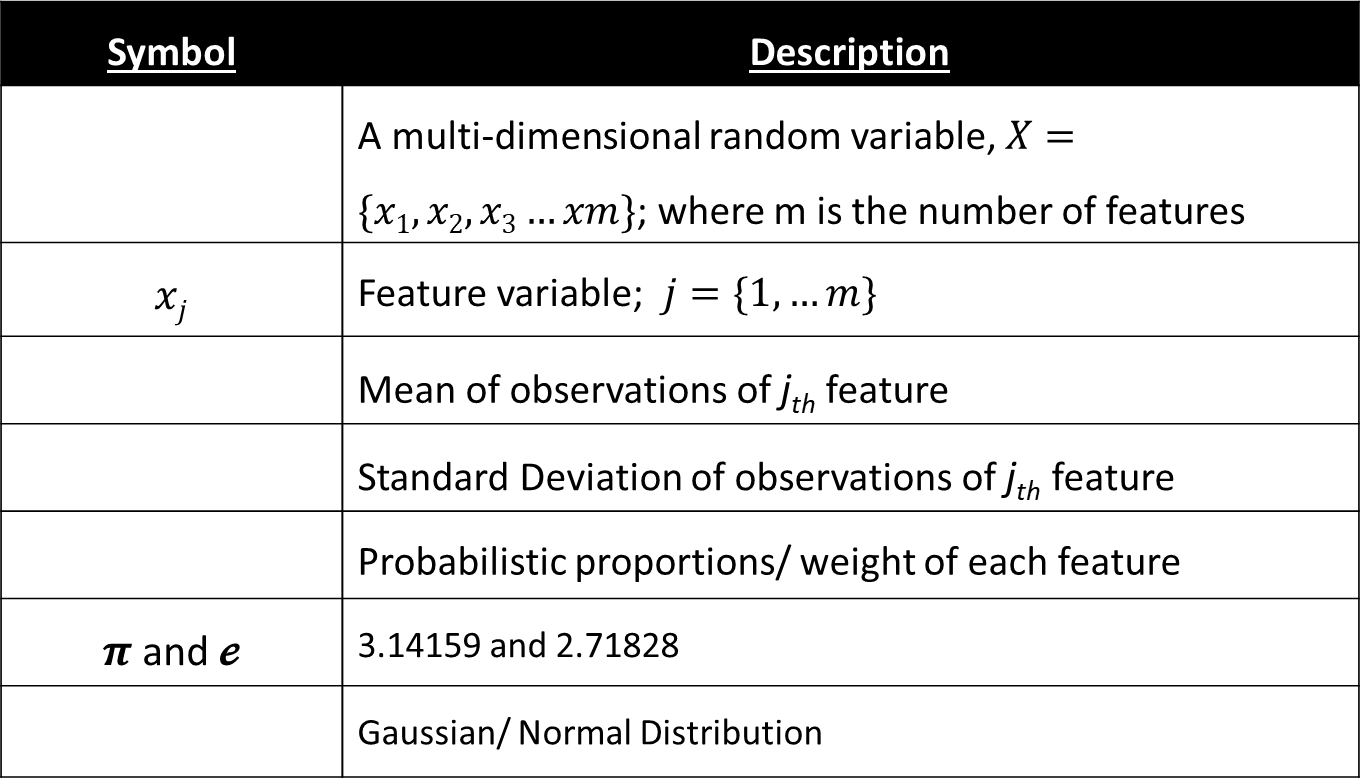 Symbol Description
A multi-dimensional random variable, X =
{x₁, x₂, x₃ … xm}; where m is the number of features
xⱼ Feature variable; j = {1, … m}
Mean of observations of jth feature
Standard Deviation of observations of jth feature
Probabilistic proportions/ weight of each feature
π and e 3.14159 and 2.71828
Gaussian/ Normal Distribution